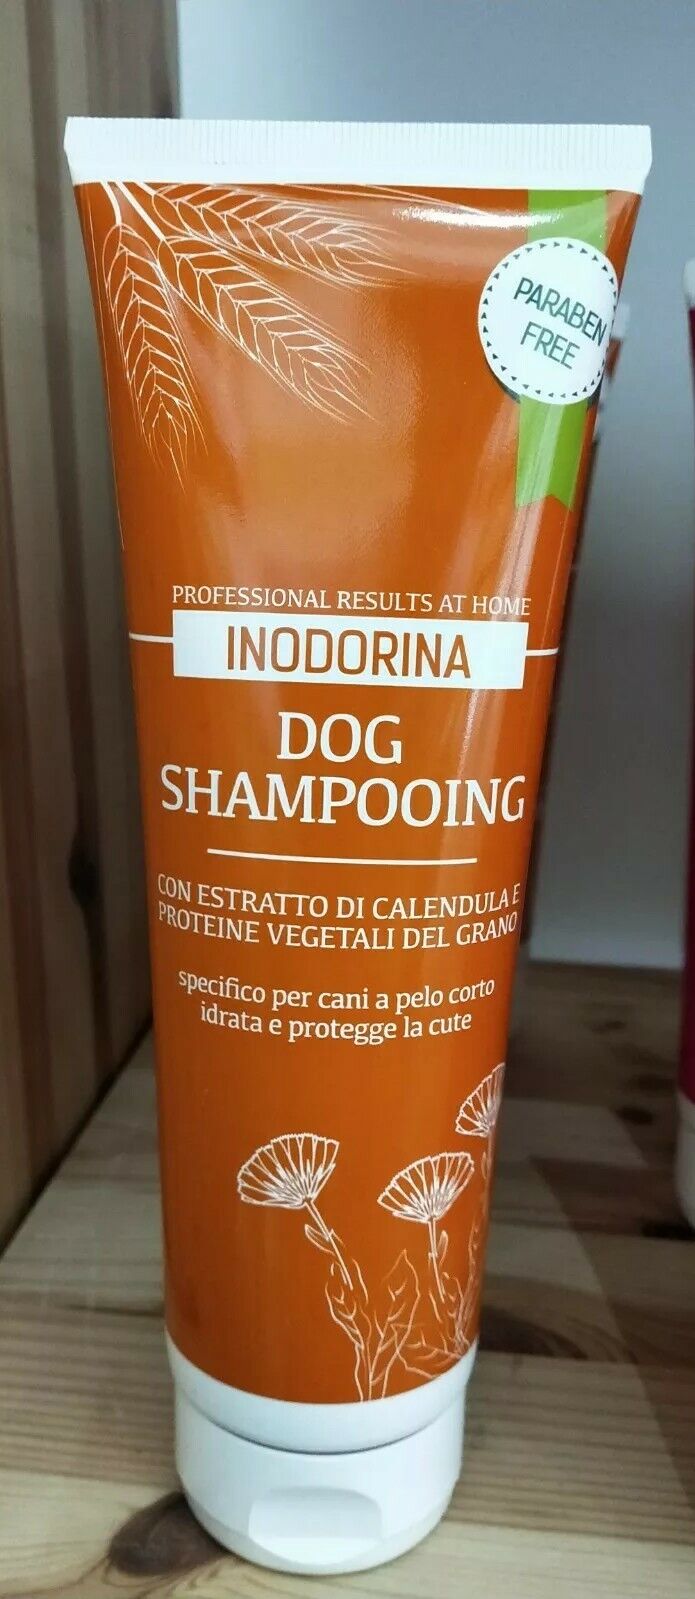 PARABEN
FREE
PROFESSIONAL RESULTS AT HOME
INODORINA
DOG
SHAMPOOING
CON ESTRATTO DI CALENDULA E
PROTEINE VEGETALI DEL GRANO
specifico per cani a pelo corto
idrata e protegge la cute